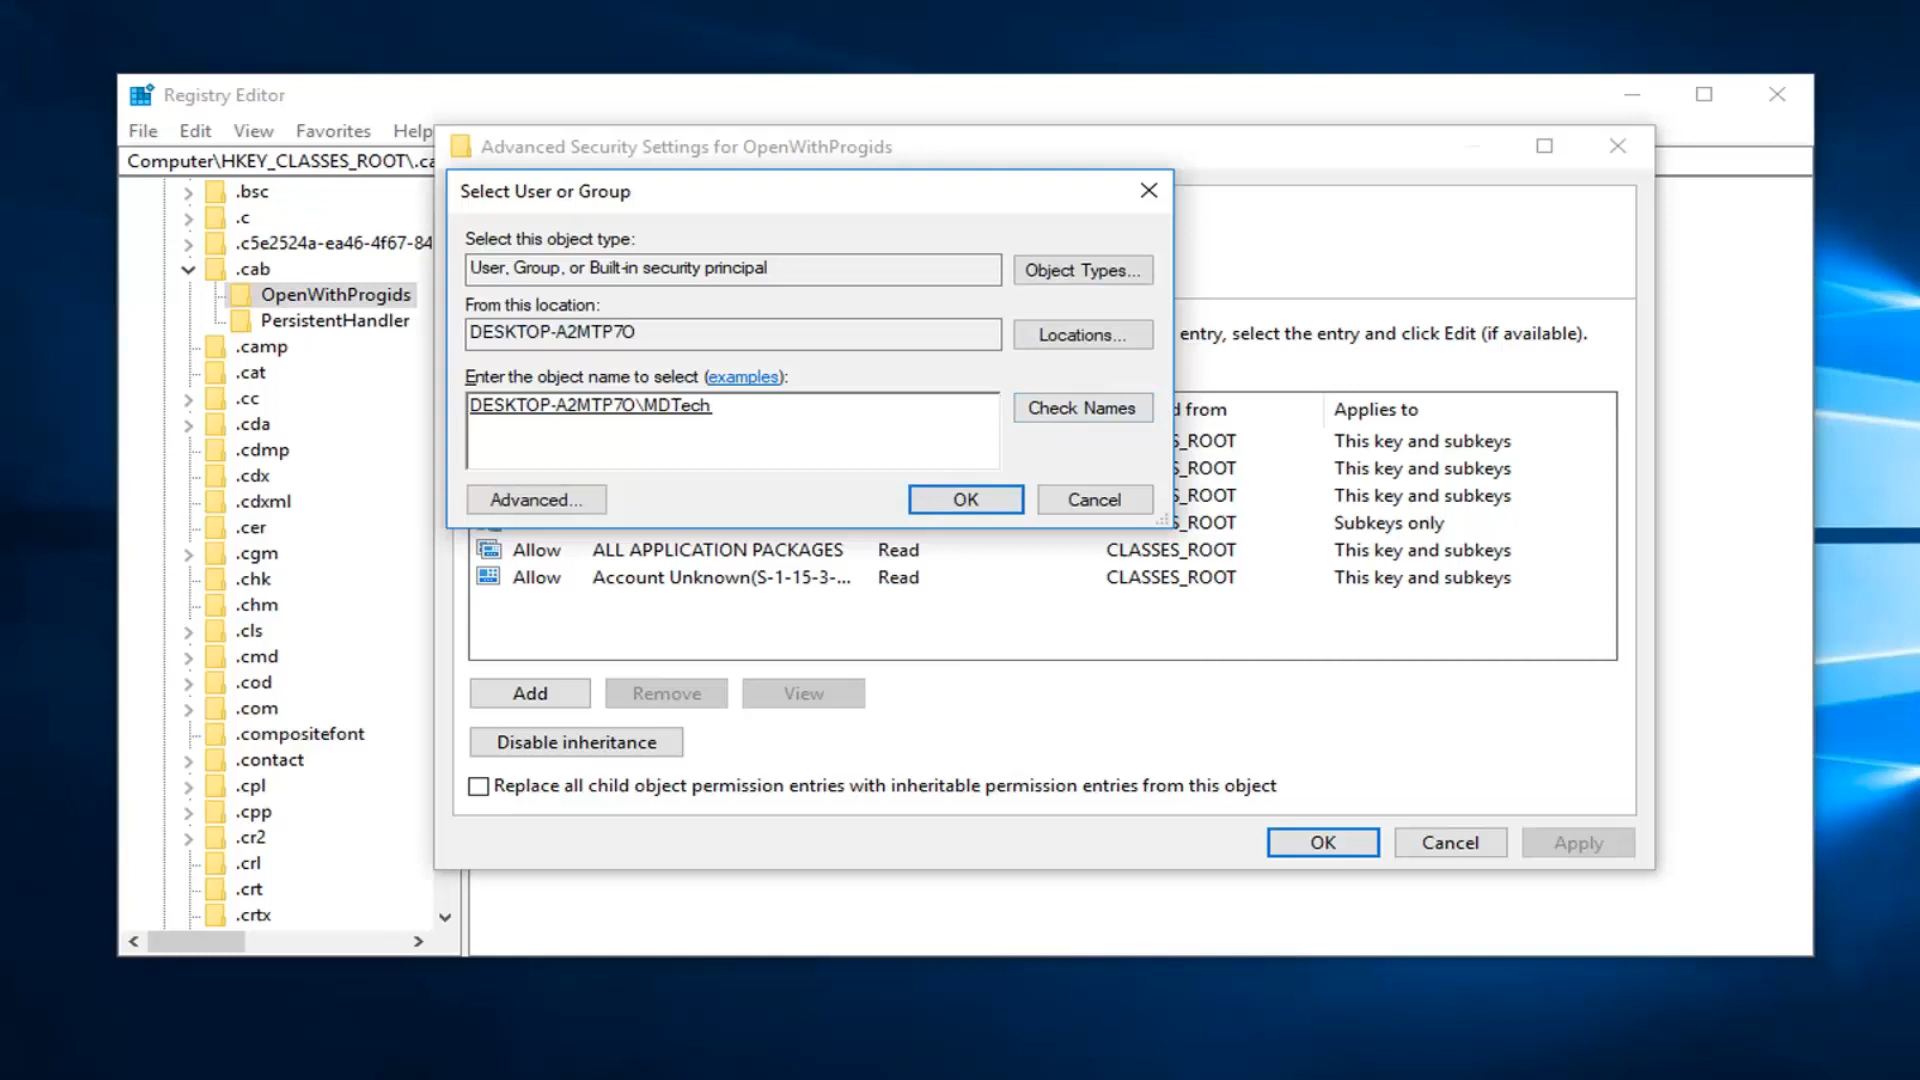 Registry Editor
File Edit View Favorites Help
Computer\HKEY_CLASSES_ROOT\.ca
.bsc
.c
.c5e2524a-ea46-4f67-84
.cab
OpenWithProgids
PersistentHandler
.camp
.cat
.cc
.cda
.cdmp
.cdx
.cdxml
.cer
.cgm
.chk
.chm
.cls
.cmd
.cod
.com
.compositefont
.contact
.cpl
.cpp
.cr2
.crl
.crt
.crtx
Advanced Security Settings for OpenWithProgids
Select User or Group
Select this object type:
User, Group, or Built-in security principal
Object Types...
From this location:
DESKTOP-A2MTP7O
Locations...
Enter the object name to select (examples):
DESKTOP-A2MTP7O\MDTech
Check Names
Advanced...
OK
Cancel
entry, select the entry and click Edit (if available).
d from Applies to
S_ROOT This key and subkeys
S_ROOT This key and subkeys
S_ROOT This key and subkeys
S_ROOT Subkeys only
Allow ALL APPLICATION PACKAGES Read CLASSES_ROOT This key and subkeys
Allow Account Unknown(S-1-15-3-... Read CLASSES_ROOT This key and subkeys
Add Remove View
Disable inheritance
Replace all child object permission entries with inheritable permission entries from this object
OK Cancel Apply